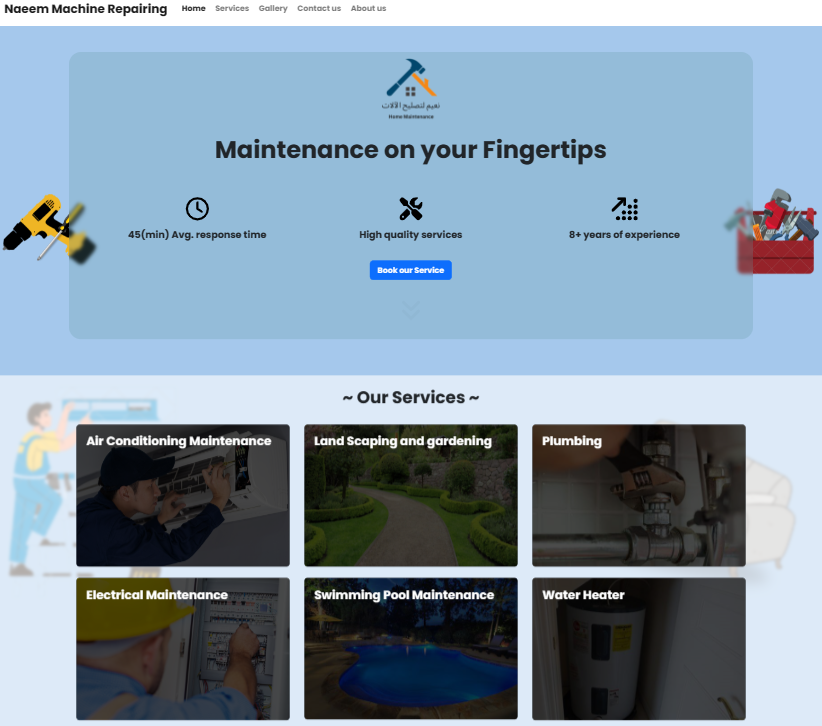 Naeem Machine Repairing Home Services Gallery Contact us About us
نعيم لتصليح الآلات
Home Maintenance
Maintenance on your Fingertips
45(min) Avg. response time High quality services 8+ years of experience
Book our Service
~ Our Services ~
Air Conditioning Maintenance Land Scaping and gardening Plumbing
Electrical Maintenance Swimming Pool Maintenance Water Heater